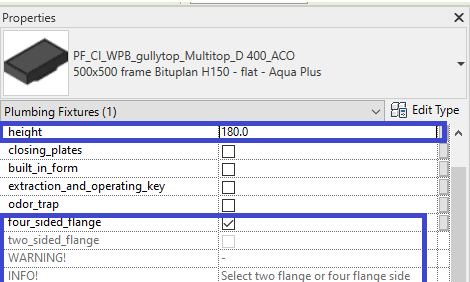 Properties
PF_CI_WPB_gullytop_Multitop_D 400_ACO
500x500 frame Bituplan H150 - flat - Aqua Plus
Plumbing Fixtures (1)
Edit Type
height 180.0
closing_plates
built_in_form
extraction_and_operating_key
odor_trap
four_sided_flange
two_sided_flange
WARNING! -
INFO! Select two flange or four flange side